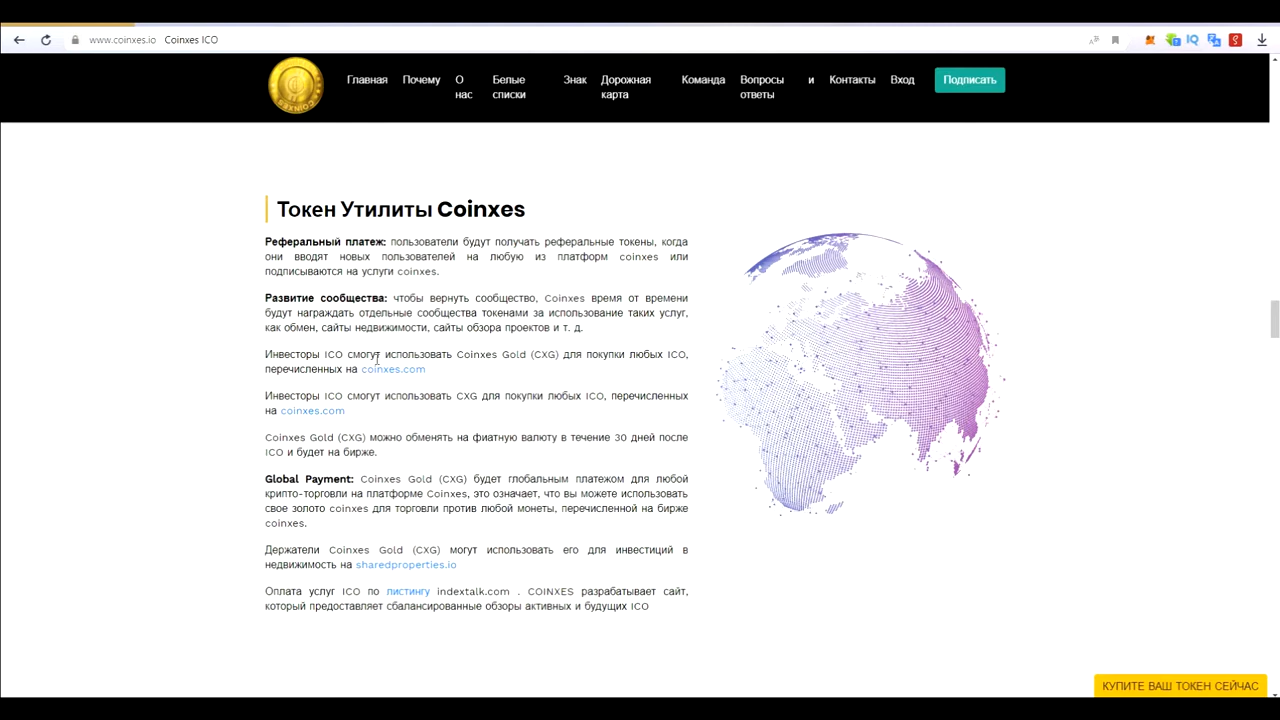 www.coinxes.io Coinxes ICO
Главная Почему О нас Белые списки Знак Дорожная карта Команда Вопросы и ответы Контакты Вход Подписать
Токен Утилиты Coinxes
Реферальный платеж: пользователи будут получать реферальные токены, когда
они вводят новых пользователей на любую из платформ coinxes или
подписываются на услуги coinxes.
Развитие сообщества: чтобы вернуть сообщество, Coinxes время от времени
будут награждать отдельные сообщества токенами за использование таких услуг,
как обмен, сайты недвижимости, сайты обзора проектов и т. д.
Инвесторы ICO смогут использовать Coinxes Gold (CXG) для покупки любых ICO,
перечисленных на coinxes.com
Инвесторы ICO смогут использовать CXG для покупки любых ICO, перечисленных
на coinxes.com
Coinxes Gold (CXG) можно обменять на фиатную валюту в течение 30 дней после
ICO и будет на бирже.
Global Payment: Coinxes Gold (CXG) будет глобальным платежом для любой
крипто-торговли на платформе Coinxes, это означает, что вы можете использовать
свое золото coinxes для торговли против любой монеты, перечисленной на бирже
coinxes.
Держатели Coinxes Gold (CXG) могут использовать его для инвестиций в
недвижимость на sharedproperties.io
Оплата услуг ICO по листингу indextalk.com . COINXES разрабатывает сайт,
который предоставляет сбалансированные обзоры активных и будущих ICO
КУПИТЕ ВАШ ТОКЕН СЕЙЧАС